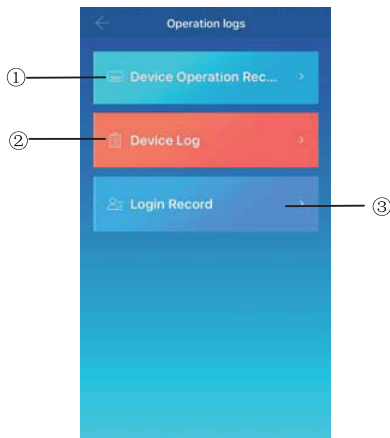 Operation logs
① Device Operation Rec...
② Device Log
Login Record ③